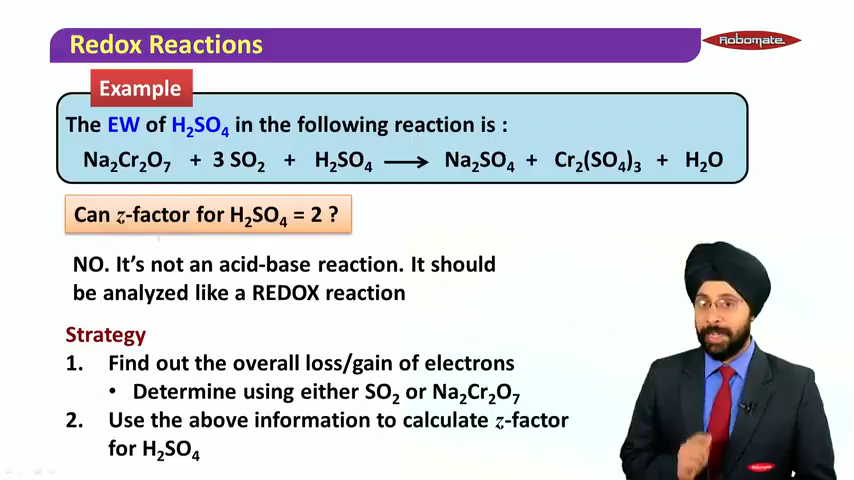 Redox Reactions
Robomate
Example
The EW of H₂SO₄ in the following reaction is :
Na₂Cr₂O₇ + 3 SO₂ + H₂SO₄ ⟶ Na₂SO₄ + Cr₂(SO₄)₃ + H₂O
Can z-factor for H₂SO₄ = 2 ?
NO. It’s not an acid-base reaction. It should
be analyzed like a REDOX reaction
Strategy
1. Find out the overall loss/gain of electrons
• Determine using either SO₂ or Na₂Cr₂O₇
2. Use the above information to calculate z-factor
for H₂SO₄